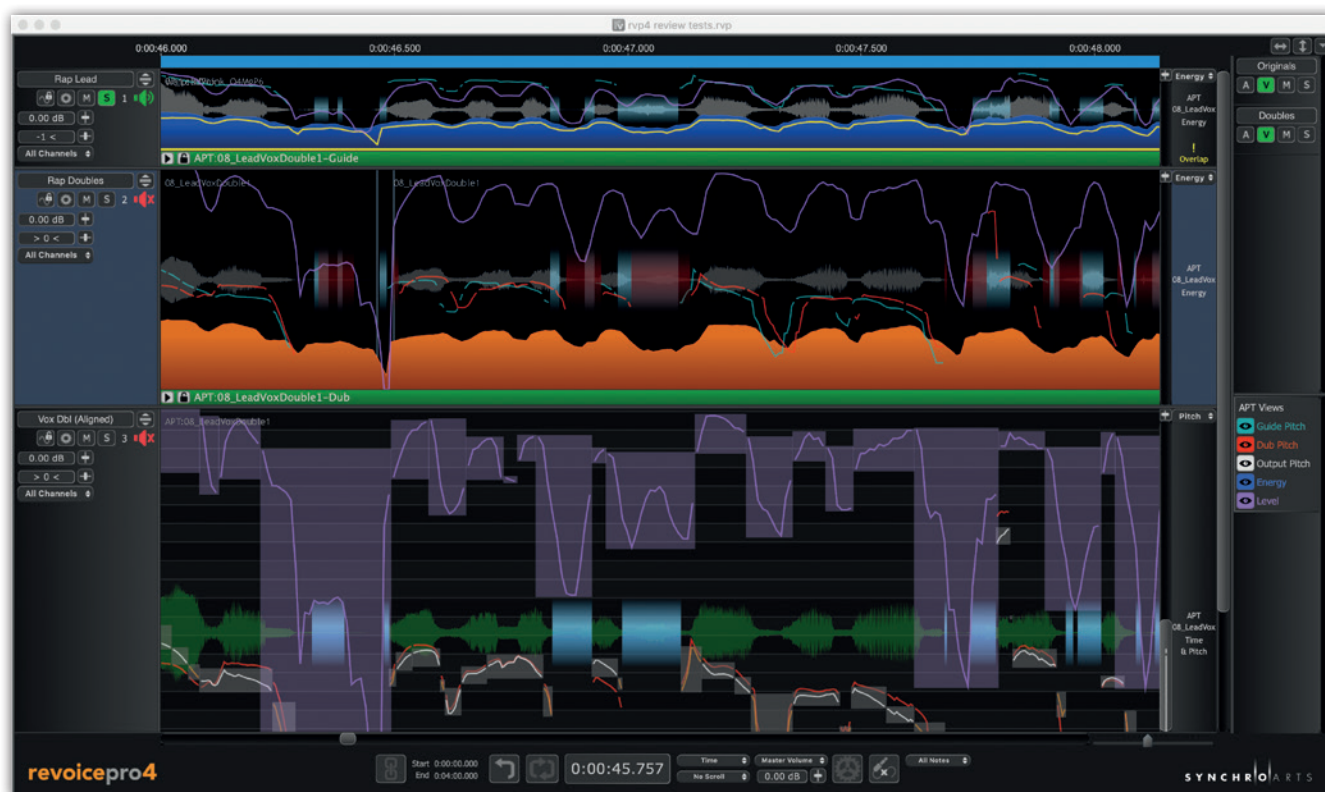 rvp4 review tests.rvp
0:00:46.000
0:00:46.500
0:00:47.000
0:00:47.500
0:00:48.000
Rap Lead
M S 1
0.00 dB
-1 <
All Channels
APT:08_LeadVoxDouble1-Guide
Energy
APT
08_LeadVox
Energy
!
Overlap
Originals
A V M S
Doubles
A V M S
Rap Doubles
M S 2
0.00 dB
> 0 <
All Channels
08_LeadVoxDouble1
08_LeadVoxDouble1
APT:08_LeadVoxDouble1-Dub
Energy
APT
08_LeadVox
Energy
Vox Dbl (Aligned)
M S 3
0.00 dB
> 0 <
All Channels
APT:08_LeadVoxDouble1
Pitch
APT
08_LeadVox
Time
& Pitch
APT Views
Guide Pitch
Dub Pitch
Output Pitch
Energy
Level
revoicepro4
Start 0:00:00.000
End 0:04:00.000
0:00:45.757
Time
No Scroll
Master Volume
0.00 dB
All Notes
SYNCHROARTS